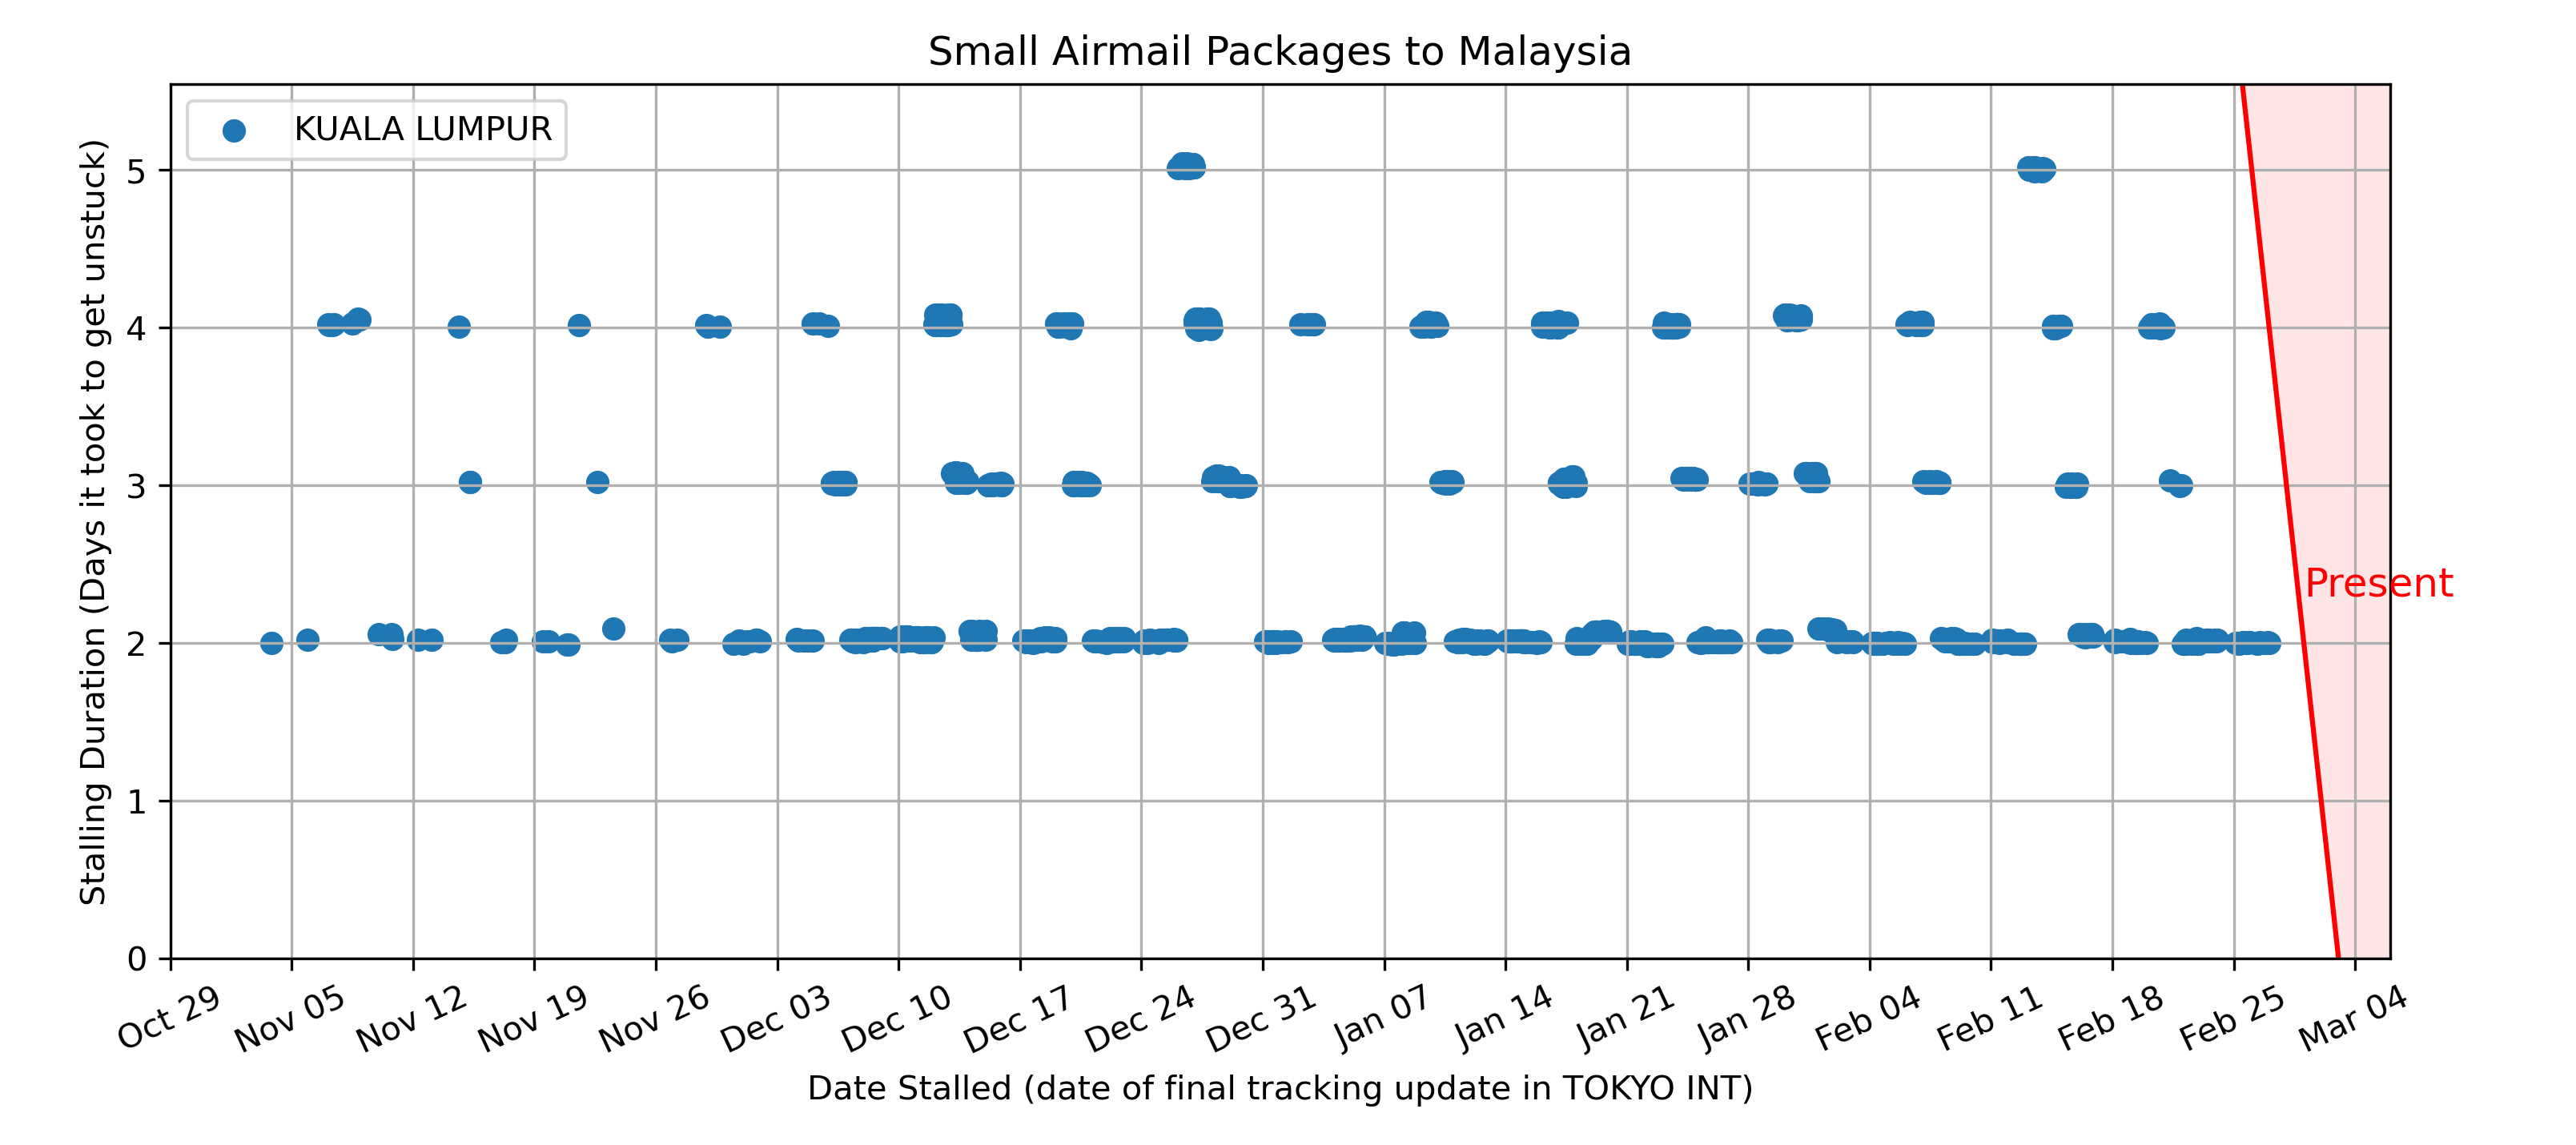 Small Airmail Packages to Malaysia
KUALA LUMPUR
Stalling Duration (Days it took to get unstuck)
5
4
3
2
1
0
Present
Oct 29
Nov 05
Nov 12
Nov 19
Nov 26
Dec 03
Dec 10
Dec 17
Dec 24
Dec 31
Jan 07
Jan 14
Jan 21
Jan 28
Feb 04
Feb 11
Feb 18
Feb 25
Mar 04
Date Stalled (date of final tracking update in TOKYO INT)